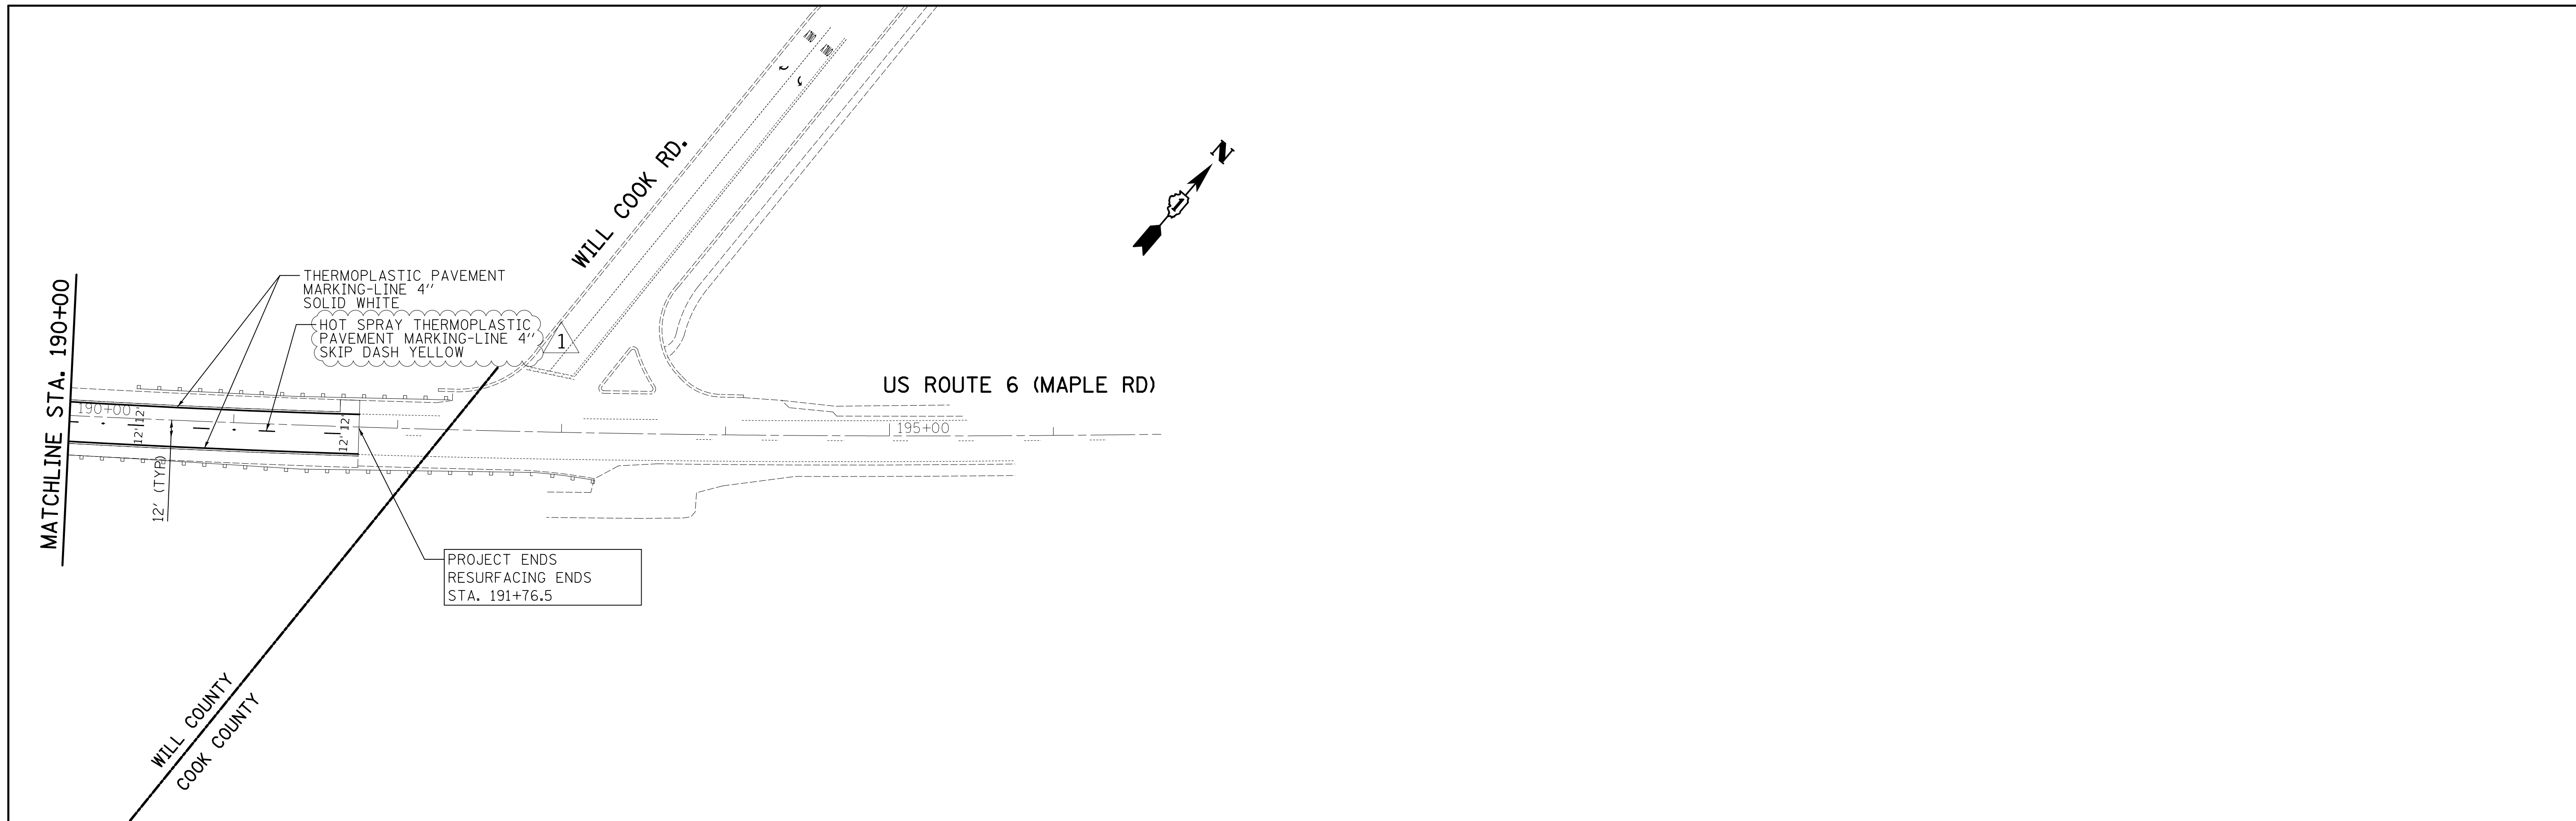 WILL COOK RD.
N
1
MATCHLINE STA. 190+00
THERMOPLASTIC PAVEMENT
MARKING-LINE 4"
SOLID WHITE
HOT SPRAY THERMOPLASTIC
PAVEMENT MARKING-LINE 4"
SKIP DASH YELLOW
1
US ROUTE 6 (MAPLE RD)
190+00
12' 12'
12' 12'
195+00
12' (TYP)
PROJECT ENDS
RESURFACING ENDS
STA. 191+76.5
WILL COUNTY
COOK COUNTY